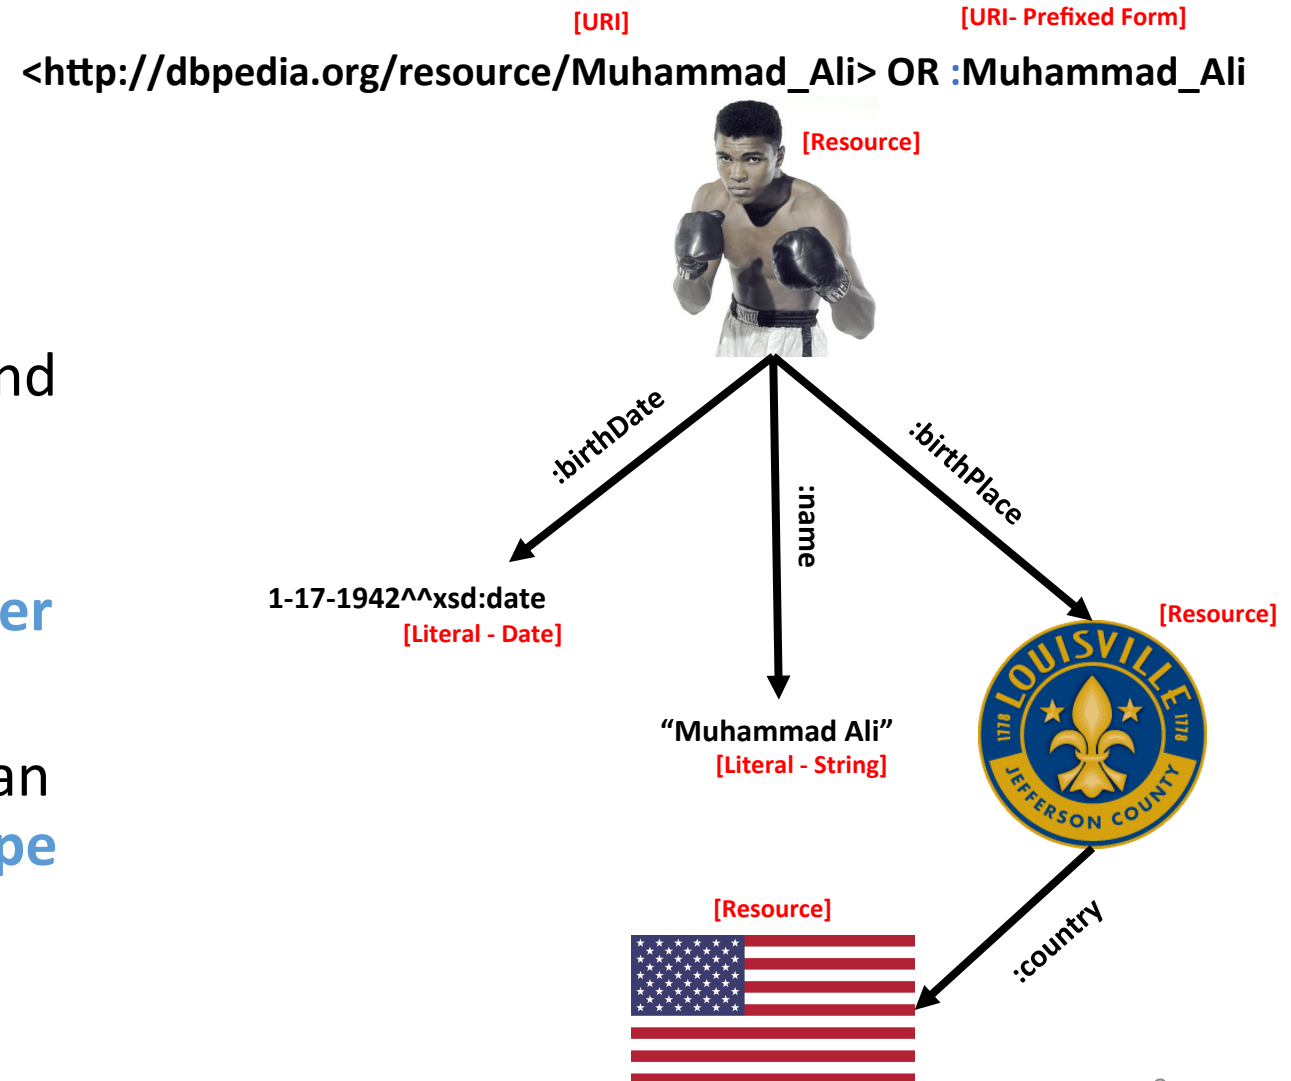 [URI] [URI- Prefixed Form]
<http://dbpedia.org/resource/Muhammad_Ali> OR :Muhammad_Ali
[Resource]
nd
:birthDate
:name
:birthPlace
er
1-17-1942^^xsd:date
[Literal - Date]
[Resource]
LOUISVILLE
1778 1778
JEFFERSON COUNTY
“Muhammad Ali”
[Literal - String]
an
pe
[Resource]
:country